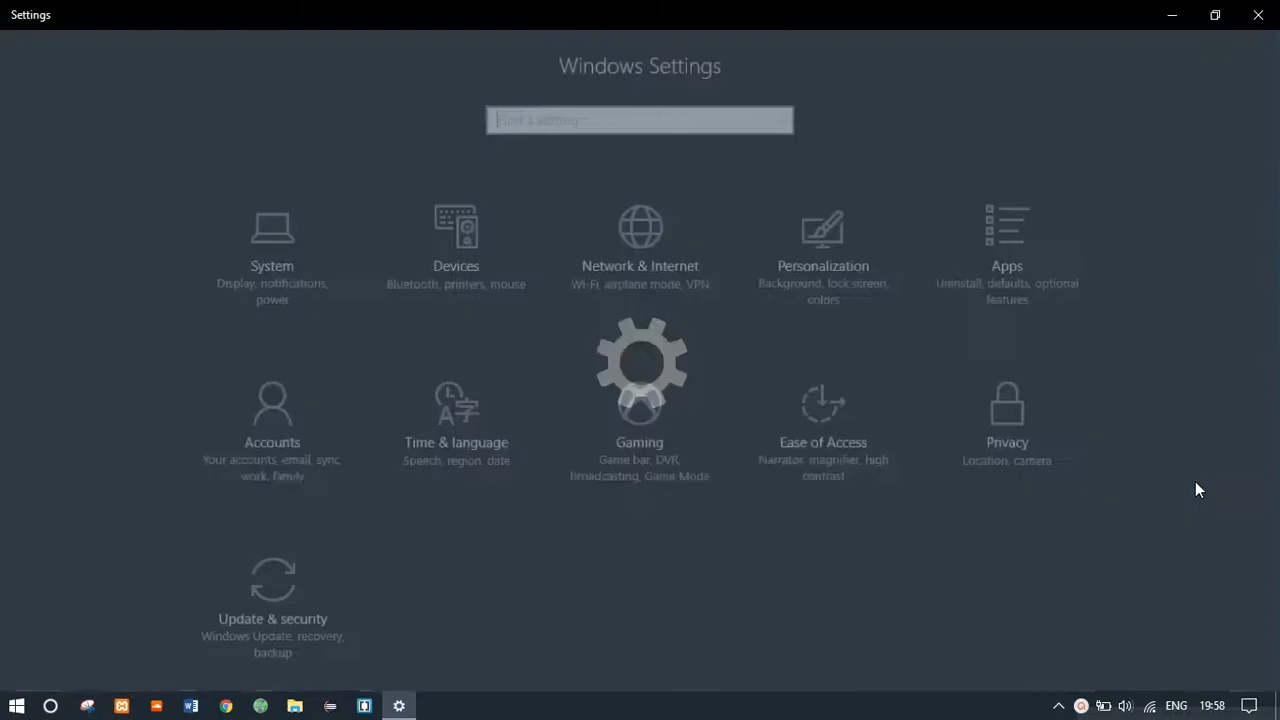 Settings
Windows Settings
Find a setting
System
Display, notifications,
power
Devices
Bluetooth, printers, mouse
Network & Internet
Wi-Fi, airplane mode, VPN
Personalization
Background, lock screen,
colors
Apps
Uninstall, defaults, optional
features
Accounts
Your accounts, email, sync,
work, family
Time & language
Speech, region, date
Gaming
Game bar, DVR,
broadcasting, Game Mode
Ease of Access
Narrator, magnifier, high
contrast
Privacy
Location, camera
Update & security
Windows Update, recovery,
backup
ENG
19:58